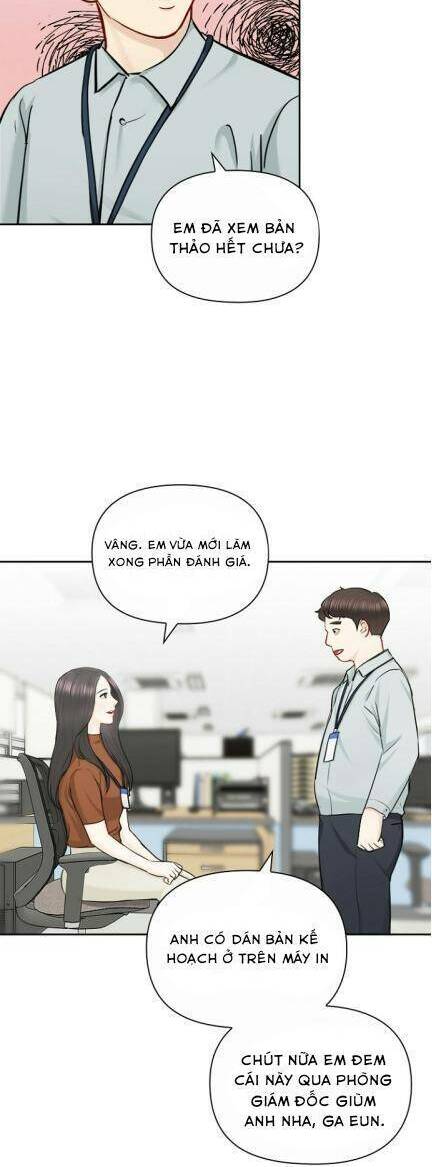 EM ĐÃ XEM BẢN
THẢO HẾT CHƯA?
VÂNG. EM VỪA MỚI LÃM
XONG PHẦN ĐÁNH GIÁ.
ANH CÓ DÁN BẢN KẾ
HOẠCH Ở TRÊN MÁY IN
CHÚT NỮA EM ĐEM
CÁI NÀY QUA PHÒNG
GIÁM ĐỐC GIÙM
ANH NHA, GA EUN.